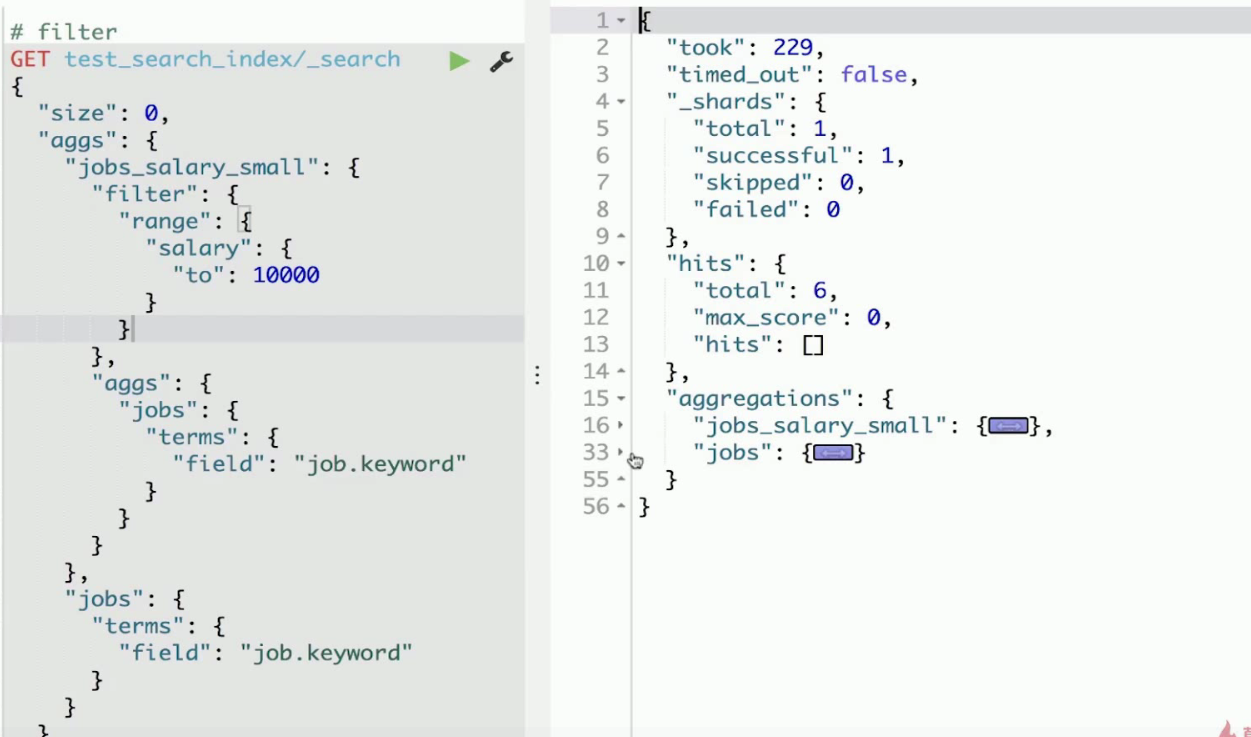 # filter
GET test_search_index/_search
{
  "size": 0,
  "aggs": {
    "jobs_salary_small": {
      "filter": {
        "range": {
          "salary": {
            "to": 10000
          }
        }
      },
      "aggs": {
        "jobs": {
          "terms": {
            "field": "job.keyword"
          }
        }
      }
    },
    "jobs": {
      "terms": {
        "field": "job.keyword"
      }
    }
  }
1 {
2   "took": 229,
3   "timed_out": false,
4   "_shards": {
5     "total": 1,
6     "successful": 1,
7     "skipped": 0,
8     "failed": 0
9   },
10   "hits": {
11     "total": 6,
12     "max_score": 0,
13     "hits": []
14   },
15   "aggregations": {
16     "jobs_salary_small": {},
33     "jobs": {}
55   }
56 }